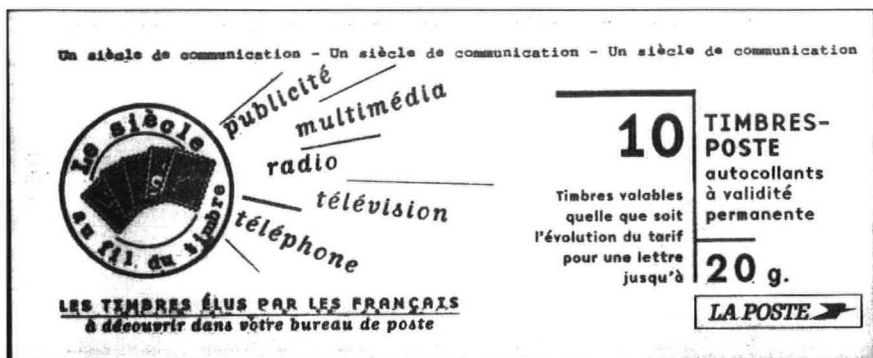 Un siècle de communication - Un siècle de communication - Un siècle de communication
Le siècle
au fil du timbre
publicité
multimédia
radio
télévision
téléphone
LES TIMBRES ÉLUS PAR LES FRANÇAIS
à découvrir dans votre bureau de poste
10
Timbres valables
quelle que soit
l'évolution du tarif
pour une lettre
jusqu'à
TIMBRES-
POSTE
autocollants
à validité
permanente
20 g.
LA POSTE